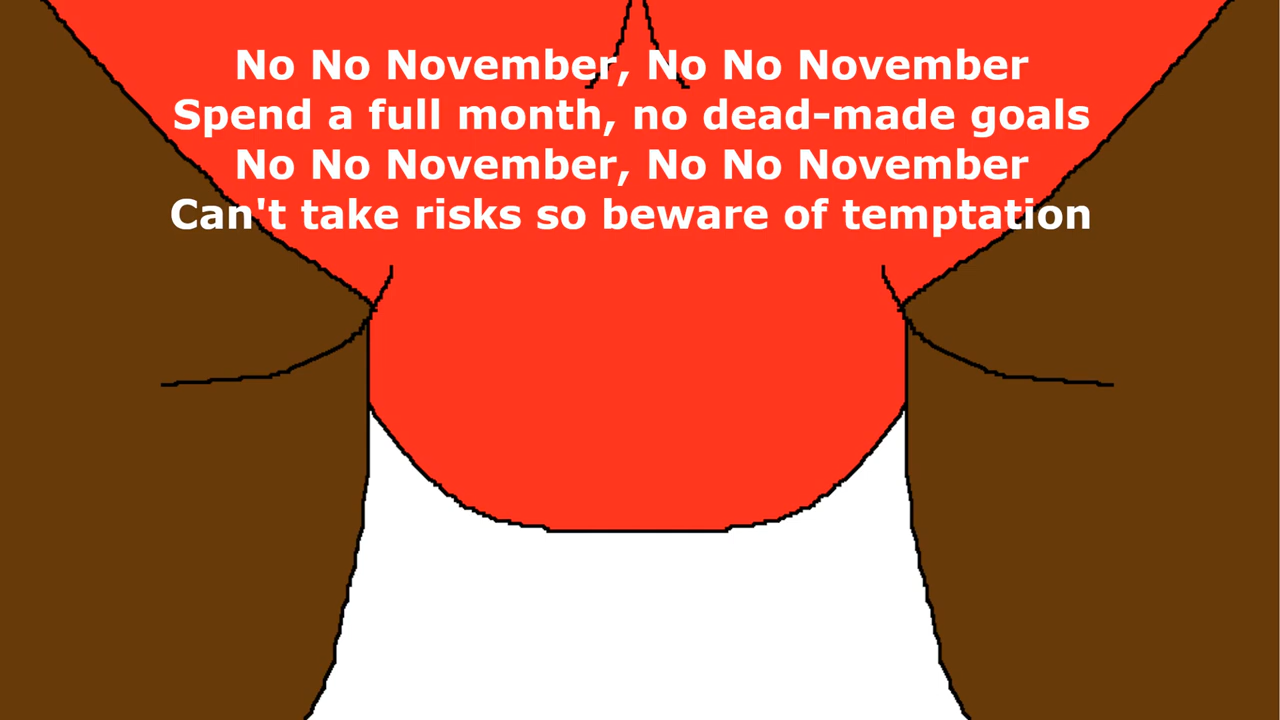 No No November, No No November
Spend a full month, no dead-made goals
No No November, No No November
Can't take risks so beware of temptation